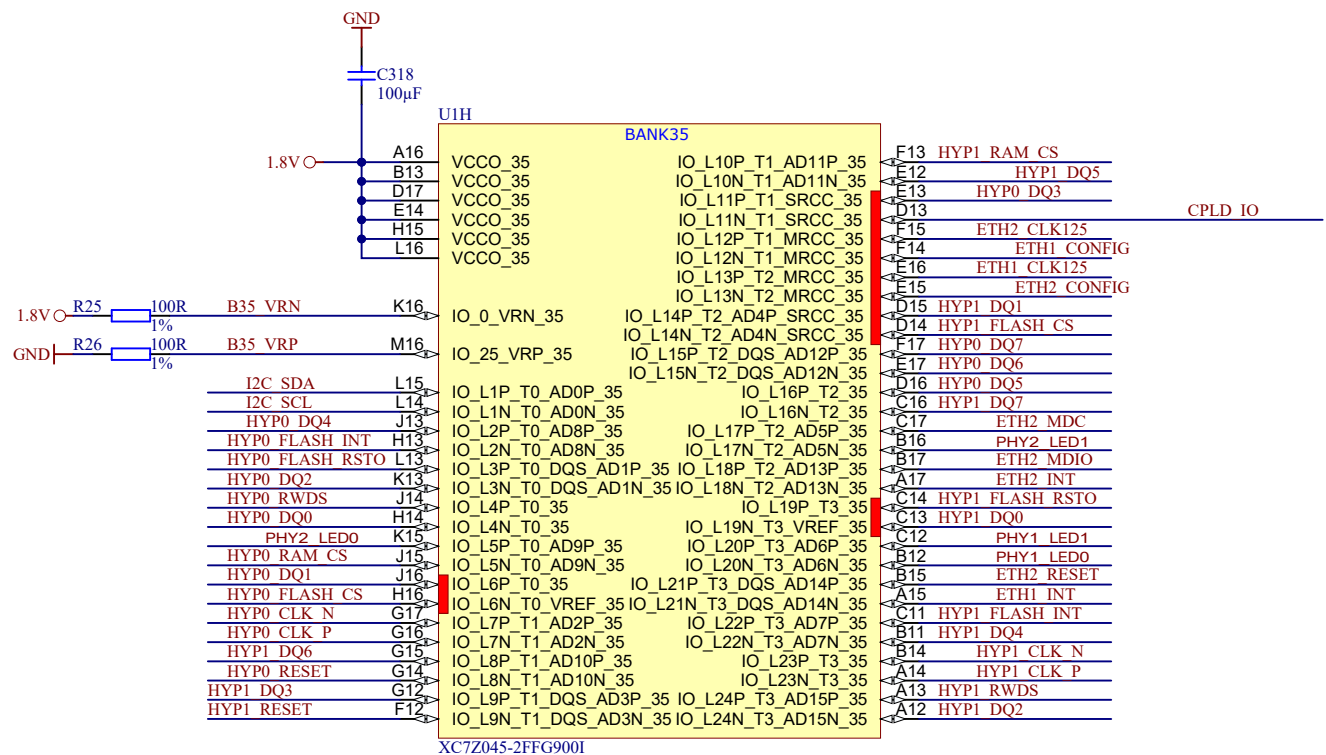 GND
C318
100µF
U1H
BANK35
1.8V
A16 VCCO_35
B13 VCCO_35
D17 VCCO_35
E14 VCCO_35
H15 VCCO_35
L16 VCCO_35
1.8V R25 100R 1% B35_VRN K16 IO_0_VRN_35
GND R26 100R 1% B35_VRP M16 IO_25_VRP_35
I2C_SDA L15 IO_L1P_T0_AD0P_35
I2C_SCL L14 IO_L1N_T0_AD0N_35
HYP0_DQ4 J13 IO_L2P_T0_AD8P_35
HYP0_FLASH_INT H13 IO_L2N_T0_AD8N_35
HYP0_FLASH_RSTO L13 IO_L3P_T0_DQS_AD1P_35
HYP0_DQ2 K13 IO_L3N_T0_DQS_AD1N_35
HYP0_RWDS J14 IO_L4P_T0_35
HYP0_DQ0 H14 IO_L4N_T0_35
PHY2_LED0 K15 IO_L5P_T0_AD9P_35
HYP0_RAM_CS J15 IO_L5N_T0_AD9N_35
HYP0_DQ1 J16 IO_L6P_T0_35
HYP0_FLASH_CS H16 IO_L6N_T0_VREF_35
HYP0_CLK_N G17 IO_L7P_T1_AD2P_35
HYP0_CLK_P G16 IO_L7N_T1_AD2N_35
HYP1_DQ6 G15 IO_L8P_T1_AD10P_35
HYP0_RESET G14 IO_L8N_T1_AD10N_35
HYP1_DQ3 G12 IO_L9P_T1_DQS_AD3P_35
HYP1_RESET F12 IO_L9N_T1_DQS_AD3N_35
IO_L10P_T1_AD11P_35 F13 HYP1_RAM_CS
IO_L10N_T1_AD11N_35 E12 HYP1_DQ5
IO_L11P_T1_SRCC_35 E13 HYP0_DQ3
IO_L11N_T1_SRCC_35 D13 CPLD_IO
IO_L12P_T1_MRCC_35 F15 ETH2_CLK125
IO_L12N_T1_MRCC_35 F14 ETH1_CONFIG
IO_L13P_T2_MRCC_35 E16 ETH1_CLK125
IO_L13N_T2_MRCC_35 E15 ETH2_CONFIG
IO_L14P_T2_AD4P_SRCC_35 D15 HYP1_DQ1
IO_L14N_T2_AD4N_SRCC_35 D14 HYP1_FLASH_CS
IO_L15P_T2_DQS_AD12P_35 F17 HYP0_DQ7
IO_L15N_T2_DQS_AD12N_35 E17 HYP0_DQ6
IO_L16P_T2_35 D16 HYP0_DQ5
IO_L16N_T2_35 C16 HYP1_DQ7
IO_L17P_T2_AD5P_35 C17 ETH2_MDC
IO_L17N_T2_AD5N_35 B16 PHY2_LED1
IO_L18P_T2_AD13P_35 B17 ETH2_MDIO
IO_L18N_T2_AD13N_35 A17 ETH2_INT
IO_L19P_T3_35 C14 HYP1_FLASH_RSTO
IO_L19N_T3_VREF_35 C13 HYP1_DQ0
IO_L20P_T3_AD6P_35 C12 PHY1_LED1
IO_L20N_T3_AD6N_35 B12 PHY1_LED0
IO_L21P_T3_DQS_AD14P_35 B15 ETH2_RESET
IO_L21N_T3_DQS_AD14N_35 A15 ETH1_INT
IO_L22P_T3_AD7P_35 C11 HYP1_FLASH_INT
IO_L22N_T3_AD7N_35 B11 HYP1_DQ4
IO_L23P_T3_35 B14 HYP1_CLK_N
IO_L23N_T3_35 A14 HYP1_CLK_P
IO_L24P_T3_AD15P_35 A13 HYP1_RWDS
IO_L24N_T3_AD15N_35 A12 HYP1_DQ2
XC7Z045-2FFG900I